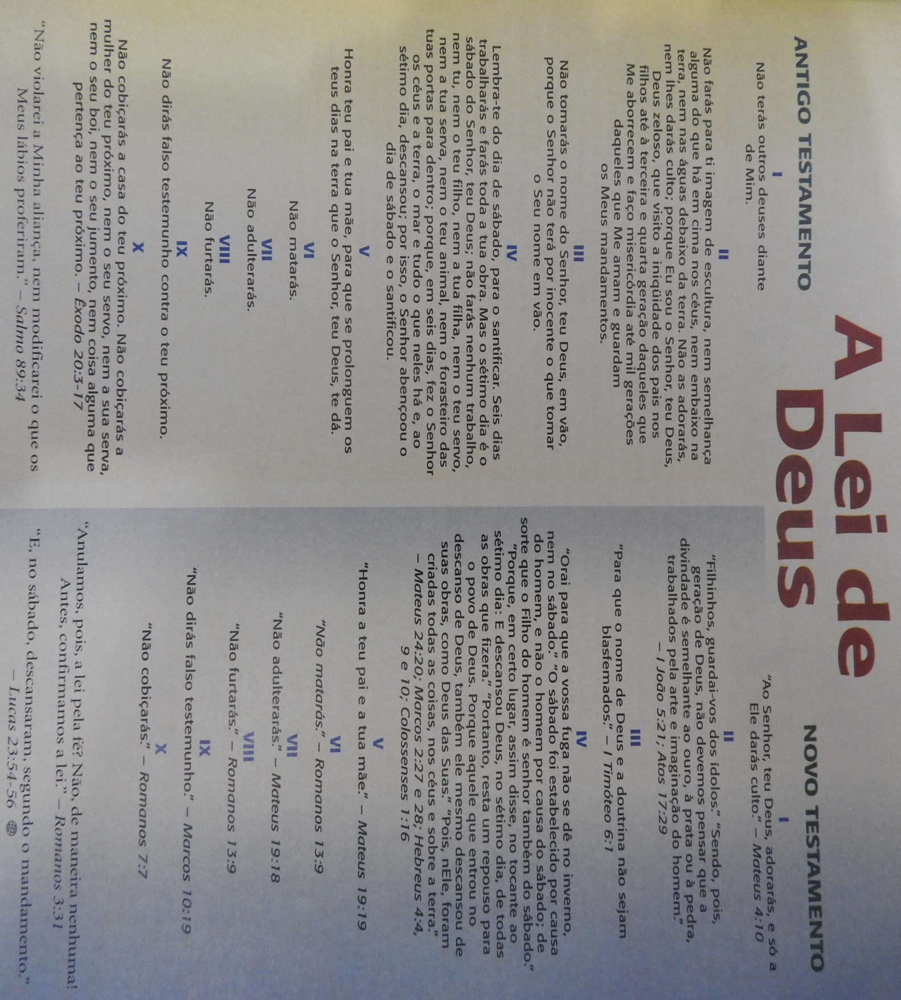 A Lei de
Deus
ANTIGO TESTAMENTO
I
Não terás outros deuses diante
de Mim.
II
Não farás para ti imagem de escultura, nem semelhança
alguma do que há em cima nos céus, nem embaixo na
terra, nem nas águas debaixo da terra. Não as adorarás,
nem lhes darás culto; porque Eu sou o Senhor, teu Deus,
Deus zeloso, que visito a iniqüidade dos pais nos
filhos até à terceira e quarta geração daqueles que
Me aborrecem e faço misericórdia até mil gerações
daqueles que Me amam e guardam
os Meus mandamentos.
III
Não tomarás o nome do Senhor, teu Deus, em vão,
porque o Senhor não terá por inocente o que tomar
o Seu nome em vão.
IV
Lembra-te do dia de sábado, para o santificar. Seis dias
trabalharás e farás toda a tua obra. Mas o sétimo dia é o
sábado do Senhor, teu Deus; não farás nenhum trabalho,
nem tu, nem o teu filho, nem a tua filha, nem o teu servo,
nem a tua serva, nem o teu animal, nem o forasteiro das
tuas portas para dentro; porque, em seis dias, fez o Senhor
os céus e a terra, o mar e tudo o que neles há e, ao
sétimo dia, descansou; por isso, o Senhor abençoou o
dia de sábado e o santificou.
V
Honra teu pai e tua mãe, para que se prolonguem os
teus dias na terra que o Senhor, teu Deus, te dá.
VI
Não matarás.
VII
Não adulterarás.
VIII
Não furtarás.
IX
Não dirás falso testemunho contra o teu próximo.
X
Não cobiçarás a casa do teu próximo. Não cobiçarás a
mulher do teu próximo, nem o seu servo, nem a sua serva,
nem o seu boi, nem o seu jumento, nem coisa alguma que
pertença ao teu próximo. – Êxodo 20:3-17
“Não violarei a Minha aliança, nem modificarei o que os
Meus lábios proferiram.” – Salmo 89:34
NOVO TESTAMENTO
I
“Ao Senhor, teu Deus, adorarás, e só a
Ele darás culto.” – Mateus 4:10
II
“Filhinhos, guardai-vos dos ídolos.” “Sendo, pois,
geração de Deus, não devemos pensar que a
divindade é semelhante ao ouro, à prata ou à pedra,
trabalhados pela arte e imaginação do homem.”
– I João 5:21; Atos 17:29
III
“Para que o nome de Deus e a doutrina não sejam
blasfemados.” – I Timóteo 6:1
IV
“Orai para que a vossa fuga não se dê no inverno,
nem no sábado.” “O sábado foi estabelecido por causa
do homem, e não o homem por causa do sábado; de
sorte que o Filho do homem é senhor também do sábado.”
“Porque, em certo lugar, assim disse, no tocante ao
sétimo dia: E descansou Deus, no sétimo dia, de todas
as obras que fizera.” “Portanto, resta um repouso para
o povo de Deus. Porque aquele que entrou no
descanso de Deus, também ele mesmo descansou de
suas obras, como Deus das Suas.” “Pois, nEle, foram
criadas todas as coisas, nos céus e sobre a terra.”
– Mateus 24:20; Marcos 2:27 e 28; Hebreus 4:4,
9 e 10; Colossenses 1:16
V
“Honra a teu pai e a tua mãe.” – Mateus 19:19
VI
“Não matarás.” – Romanos 13:9
VII
“Não adulterarás.” – Mateus 19:18
VIII
“Não furtarás.” – Romanos 13:9
IX
“Não dirás falso testemunho.” – Marcos 10:19
X
“Não cobiçarás.” – Romanos 7:7
“Anulamos, pois, a lei pela fé? Não, de maneira nenhuma!
Antes, confirmamos a lei.” – Romanos 3:31
“E, no sábado, descansaram, segundo o mandamento.”
– Lucas 23:54-56